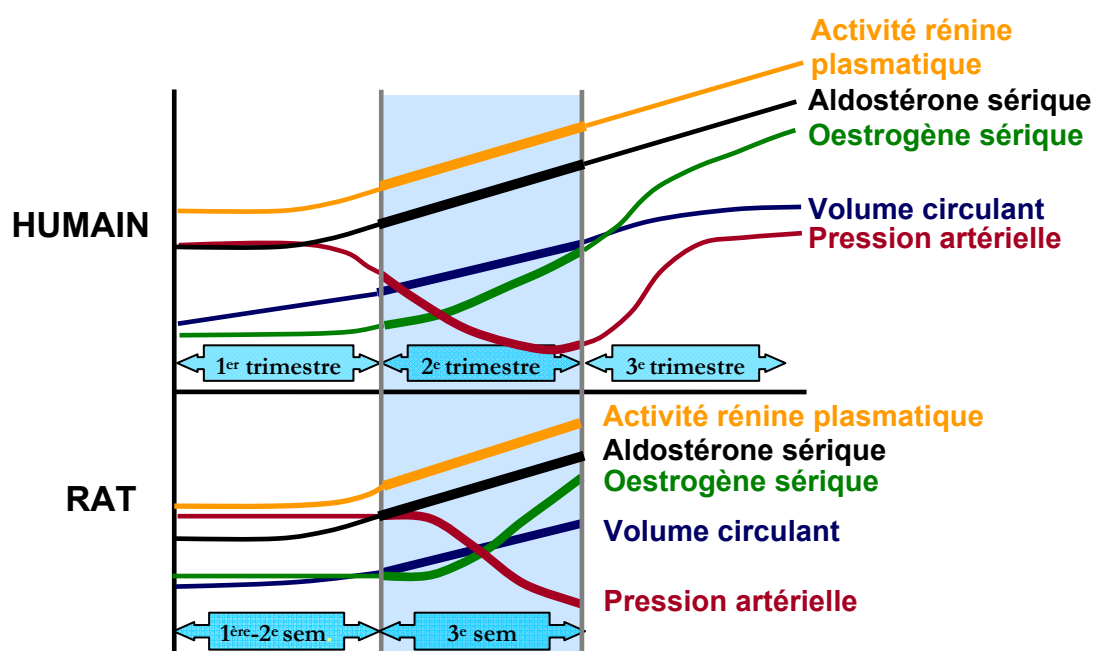 Activité rénine
plasmatique
Aldostérone sérique
Oestrogène sérique
HUMAIN
Volume circulant
Pression artérielle
1er trimestre
2e trimestre
3e trimestre
Activité rénine plasmatique
Aldostérone sérique
Oestrogène sérique
RAT
Volume circulant
Pression artérielle
1ère-2e sem.
3e sem